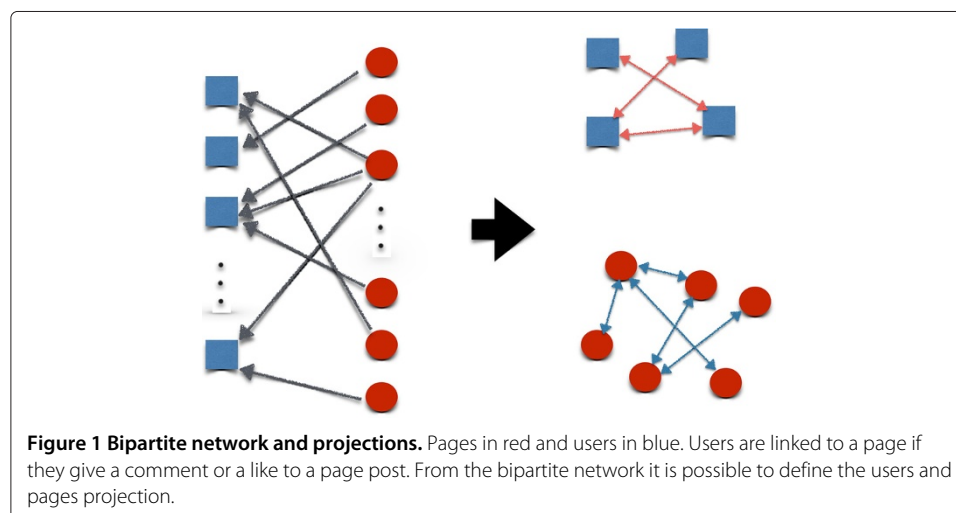 Figure 1 Bipartite network and projections. Pages in red and users in blue. Users are linked to a page if
they give a comment or a like to a page post. From the bipartite network it is possible to define the users and
pages projection.